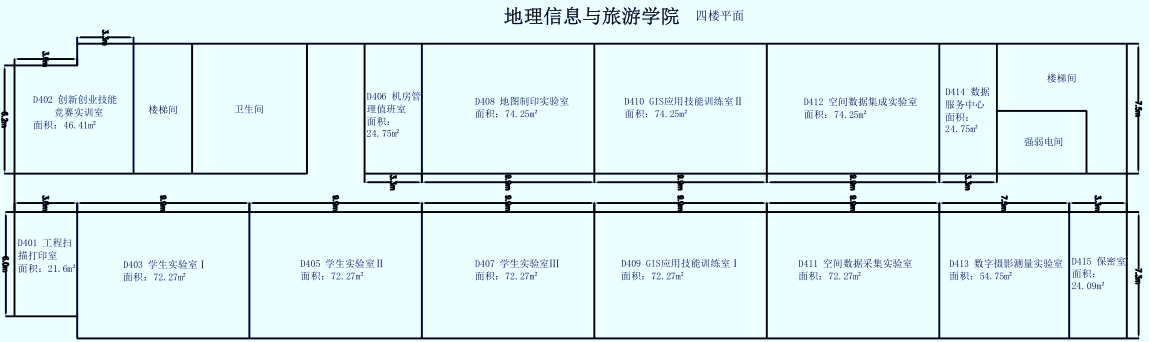 地理信息与旅游学院 四楼平面
D402 创新创业技能
竞赛实训室
面积：46.41m²
楼梯间
卫生间
D406 机房管
理值班室
面积：
24.75m²
D408 地图制印实验室
面积：74.25m²
D410 GIS应用技能训练室Ⅱ
面积：74.25m²
D412 空间数据集成实验室
面积：74.25m²
D414 数据
服务中心
面积：
24.75m²
楼梯间
强弱电间
6.2m
7.5m
D401 工程扫
描打印室
面积：21.6m²
D403 学生实验室Ⅰ
面积：72.27m²
D405 学生实验室Ⅱ
面积：72.27m²
D407 学生实验室Ⅲ
面积：72.27m²
D409 GIS应用技能训练室Ⅰ
面积：72.27m²
D411 空间数据采集实验室
面积：72.27m²
D413 数字摄影测量实验室
面积：54.75m²
D415 保密室
面积：
24.09m²
6.0m
7.3m